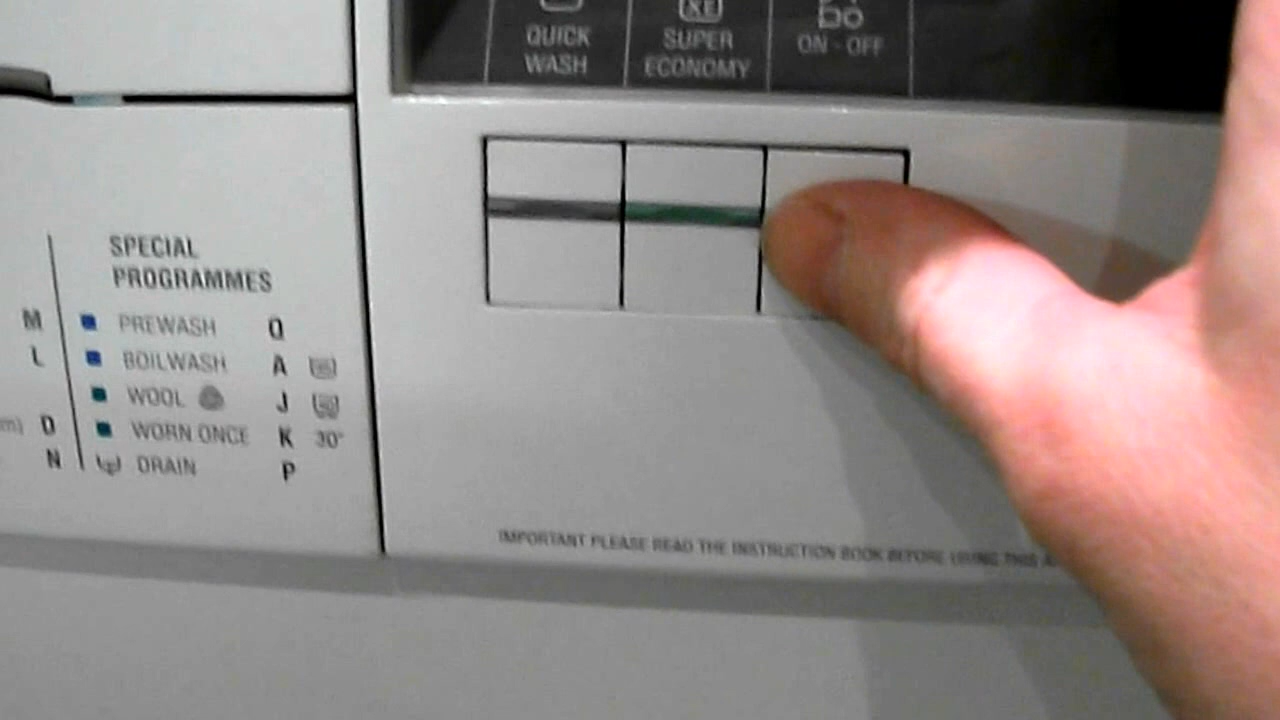 QUICK
WASH
SUPER
ECONOMY
ON - OFF
SPECIAL
PROGRAMMES
M
PREWASH Q
L
BOILWASH A
WOOL J
m) D
WORN ONCE K 30°
N
DRAIN P
IMPORTANT PLEASE READ THE INSTRUCTION BOOK BEFORE USING THIS A